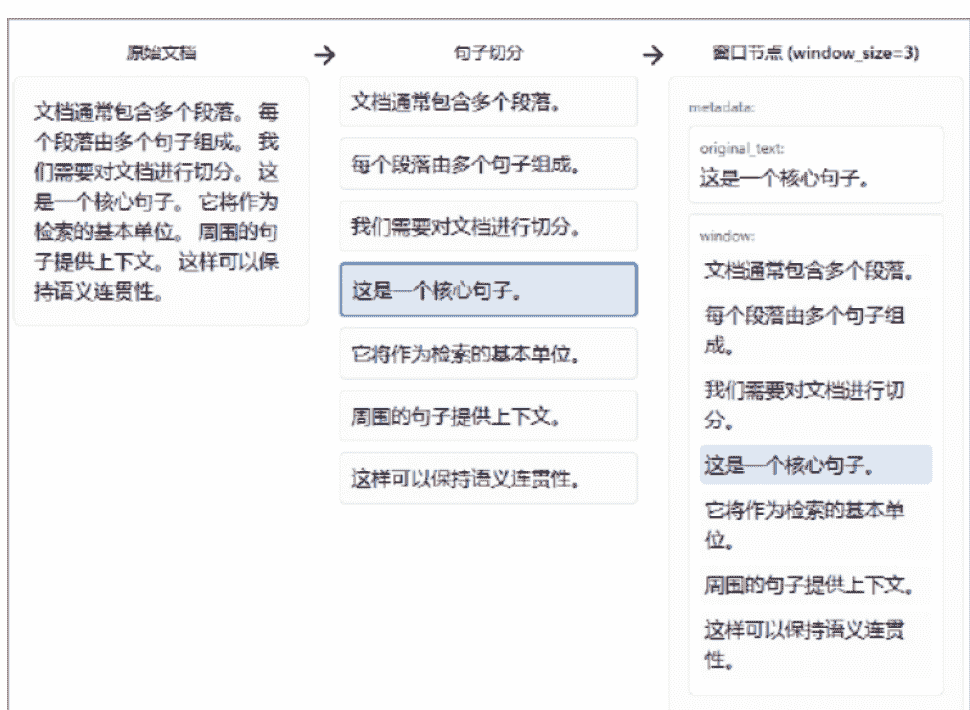 原始文档 → 句子切分 → 窗口节点 (window_size=3)
文档通常包含多个段落。 每
个段落由多个句子组成。 我
们需要对文档进行切分。 这
是一个核心句子。 它将作为
检索的基本单位。 周围的句
子提供上下文。 这样可以保
持语义连贯性。
文档通常包含多个段落。
每个段落由多个句子组成。
我们需要对文档进行切分。
这是一个核心句子。
它将作为检索的基本单位。
周围的句子提供上下文。
这样可以保持语义连贯性。
metadata:
original_text:
这是一个核心句子。
window:
文档通常包含多个段落。
每个段落由多个句子组
成。
我们需要对文档进行切
分。
这是一个核心句子。
它将作为检索的基本单
位。
周围的句子提供上下文。
这样可以保持语义连贯
性。